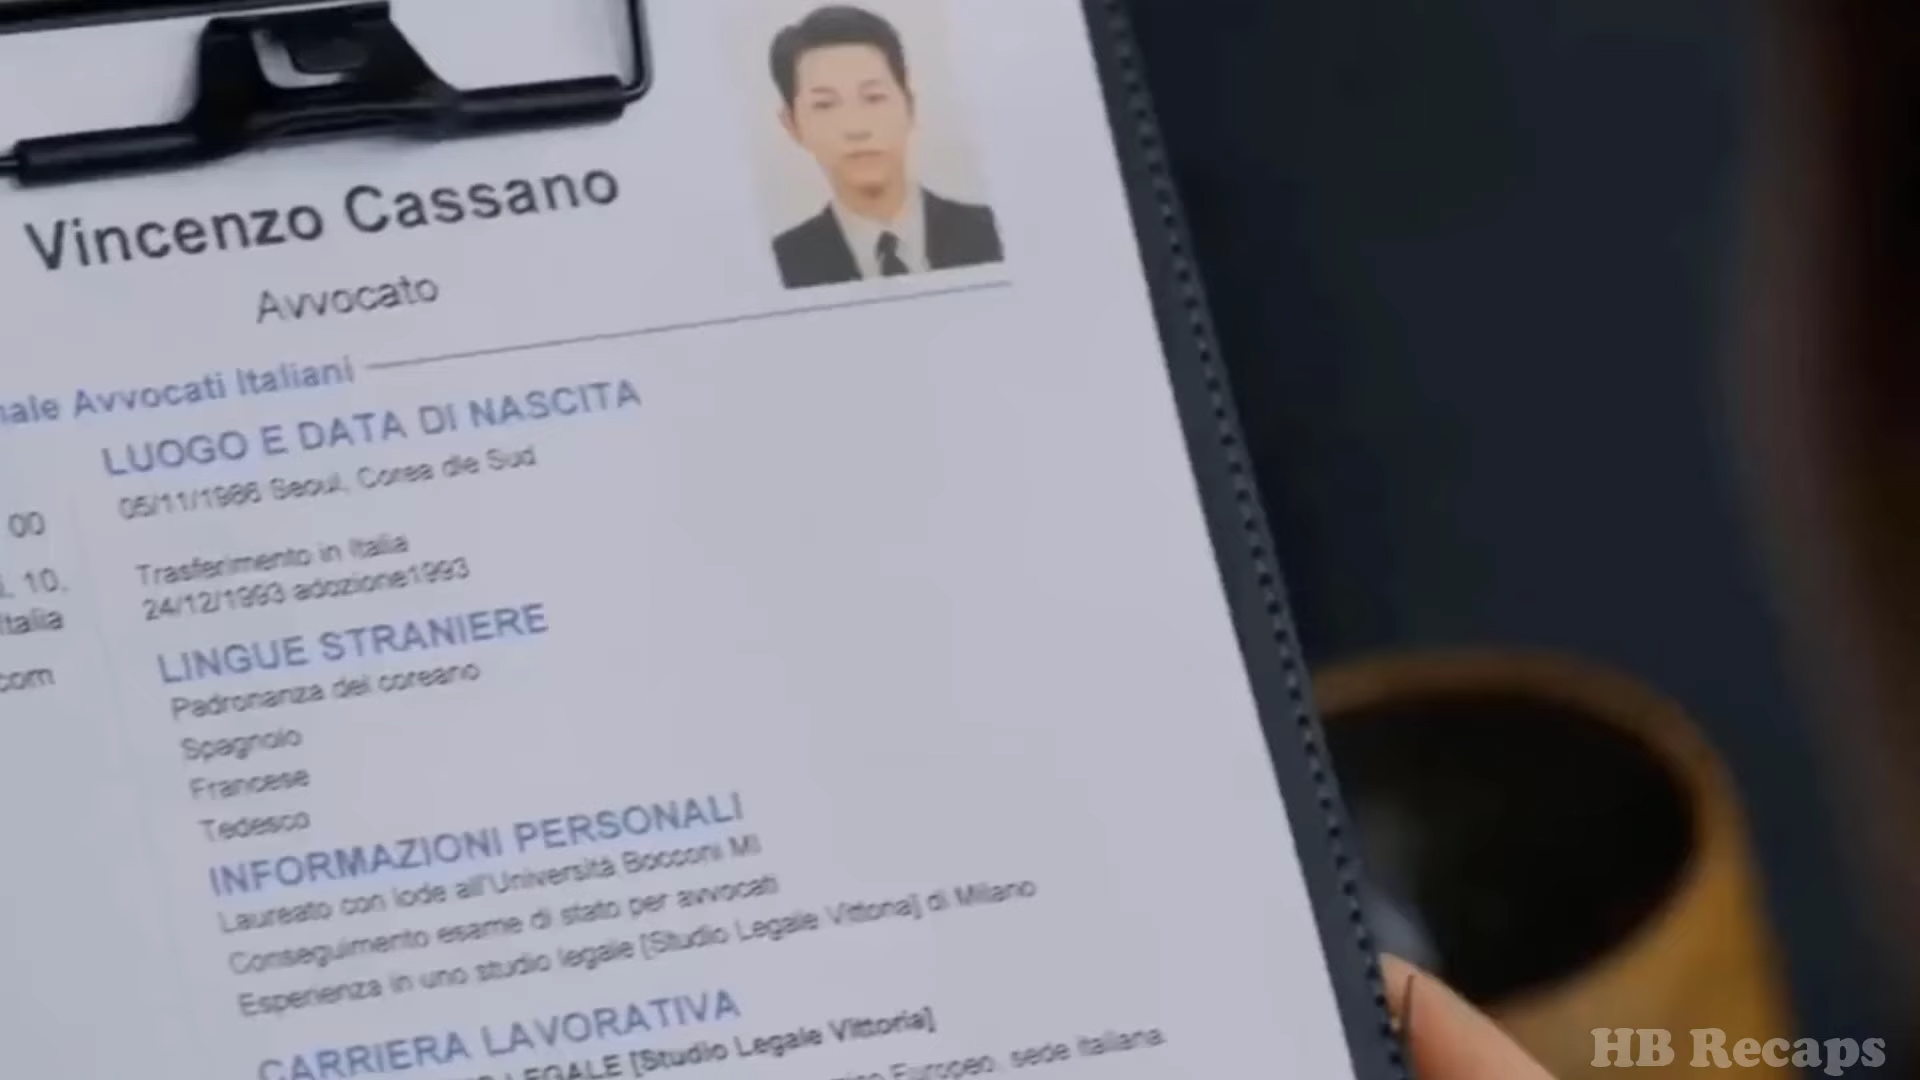 Vincenzo Cassano
Avvocato
nale Avvocati Italiani
LUOGO E DATA DI NASCITA
05/11/1986 Seoul, Corea dle Sud
00
Trasferimento in Italia
24/12/1993 adozione1993
i, 10,
Italia
com
LINGUE STRANIERE
Padronanza del coreano
Spagnolo
Francese
Tedesco
INFORMAZIONI PERSONALI
Laureato con lode all'Università Bocconi MI
Conseguimento esame di stato per avvocati
Esperienza in uno studio legale [Studio Legale Vittoria] di Milano
CARRIERA LAVORATIVA
LEGALE [Studio Legale Vittoria]
Europeo, sede italiana
HB Recaps